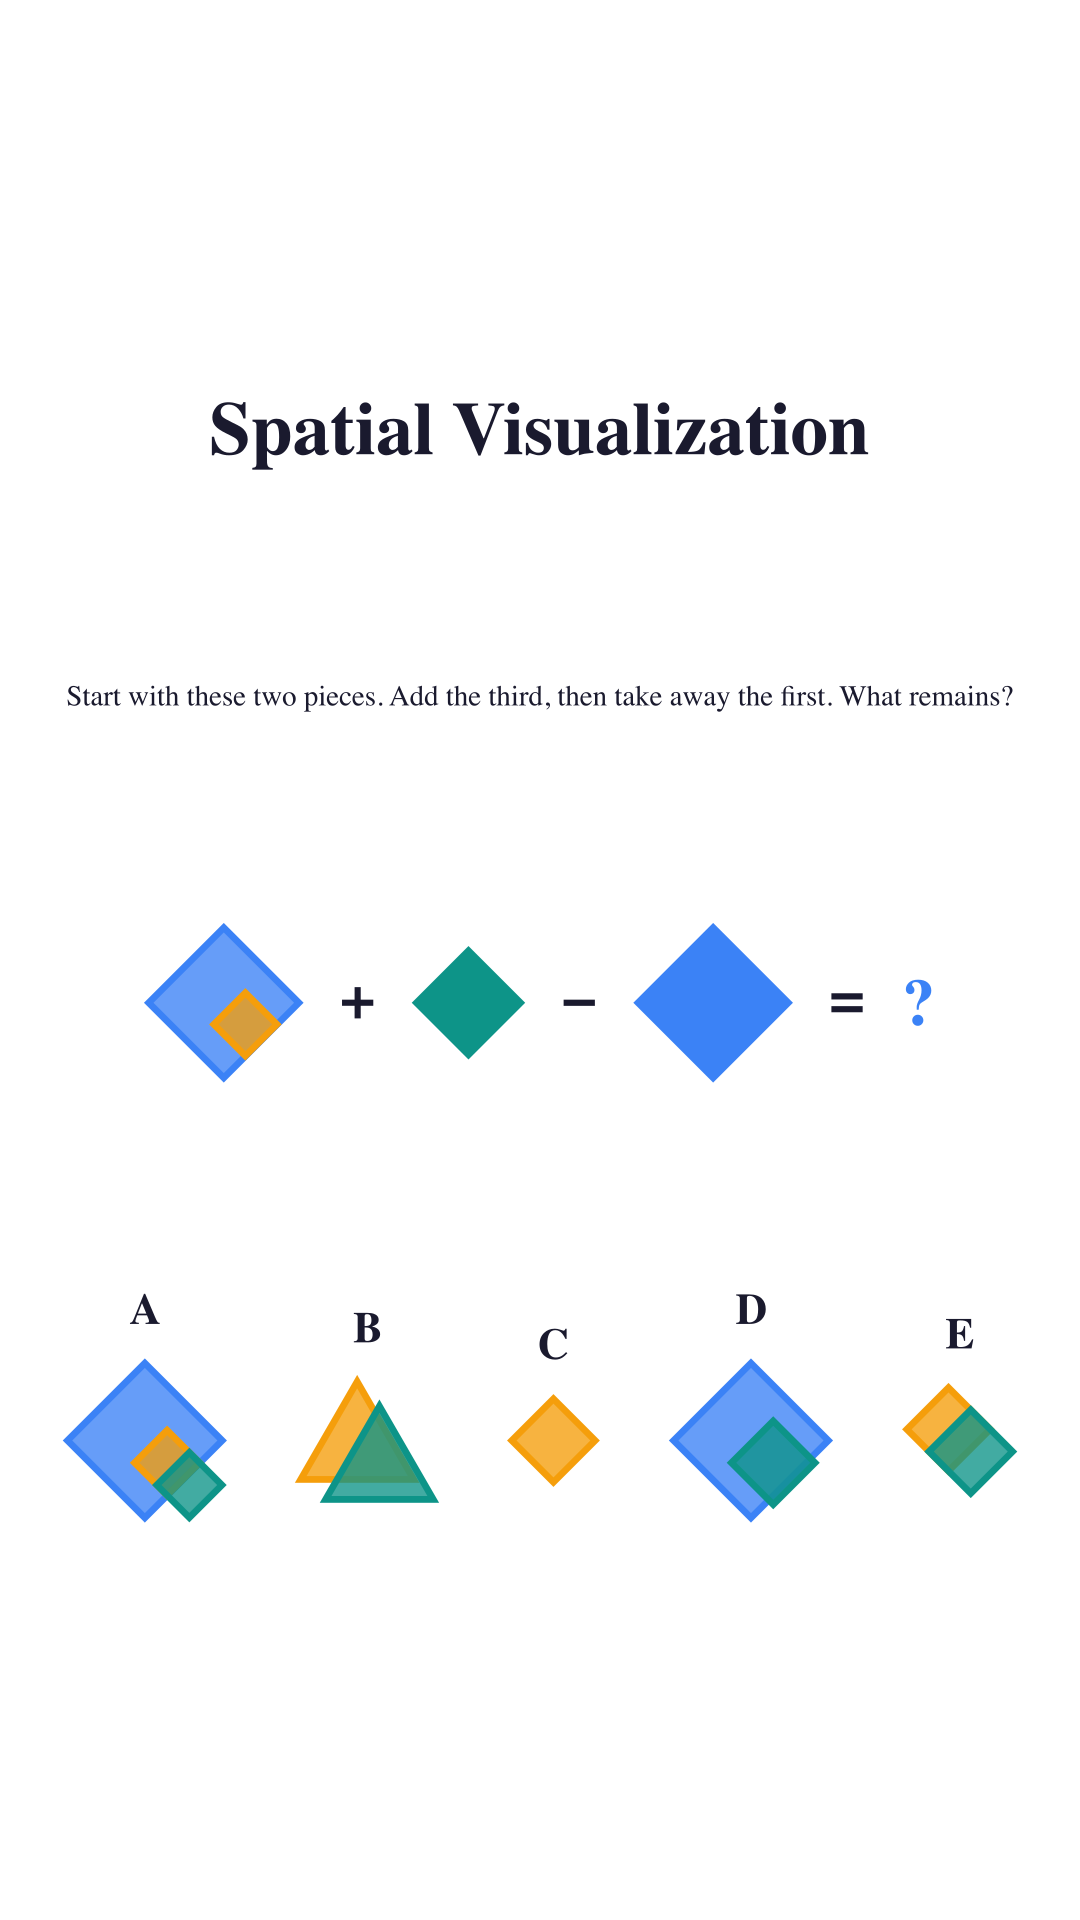 Spatial Visualization
Start with these two pieces. Add the third, then take away the first. What remains?
+ − = ?
A B C D E